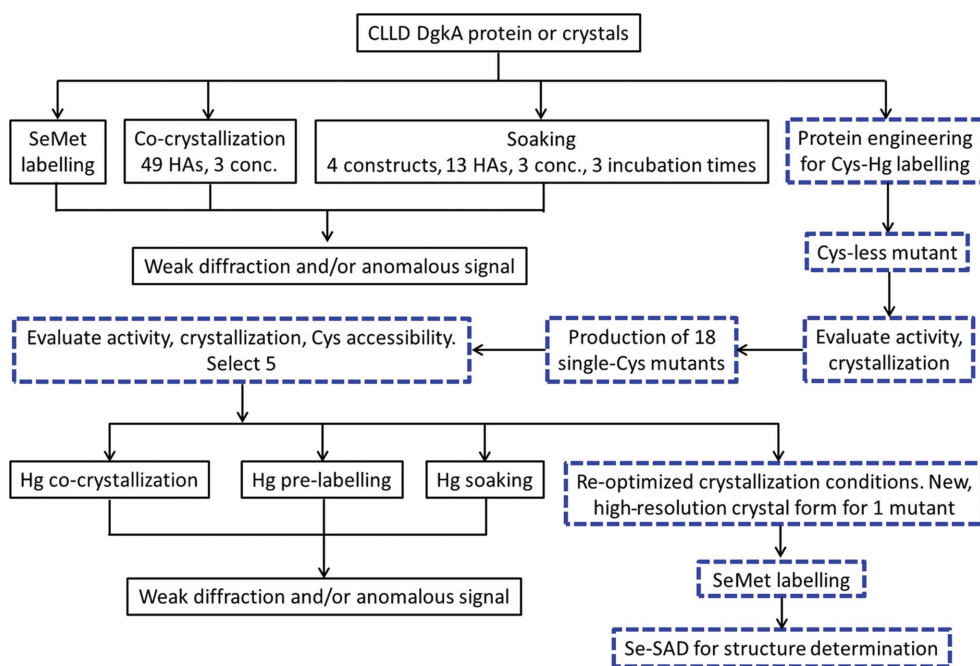 CLLD DgkA protein or crystals
SeMet
labelling
Co-crystallization
49 HAs, 3 conc.
Soaking
4 constructs, 13 HAs, 3 conc., 3 incubation times
Protein engineering
for Cys-Hg labelling
Weak diffraction and/or anomalous signal
Cys-less mutant
Evaluate activity,
crystallization
Production of 18
single-Cys mutants
Evaluate activity, crystallization, Cys accessibility.
Select 5
Hg co-crystallization
Hg pre-labelling
Hg soaking
Re-optimized crystallization conditions. New,
high-resolution crystal form for 1 mutant
Weak diffraction and/or anomalous signal
SeMet labelling
Se-SAD for structure determination